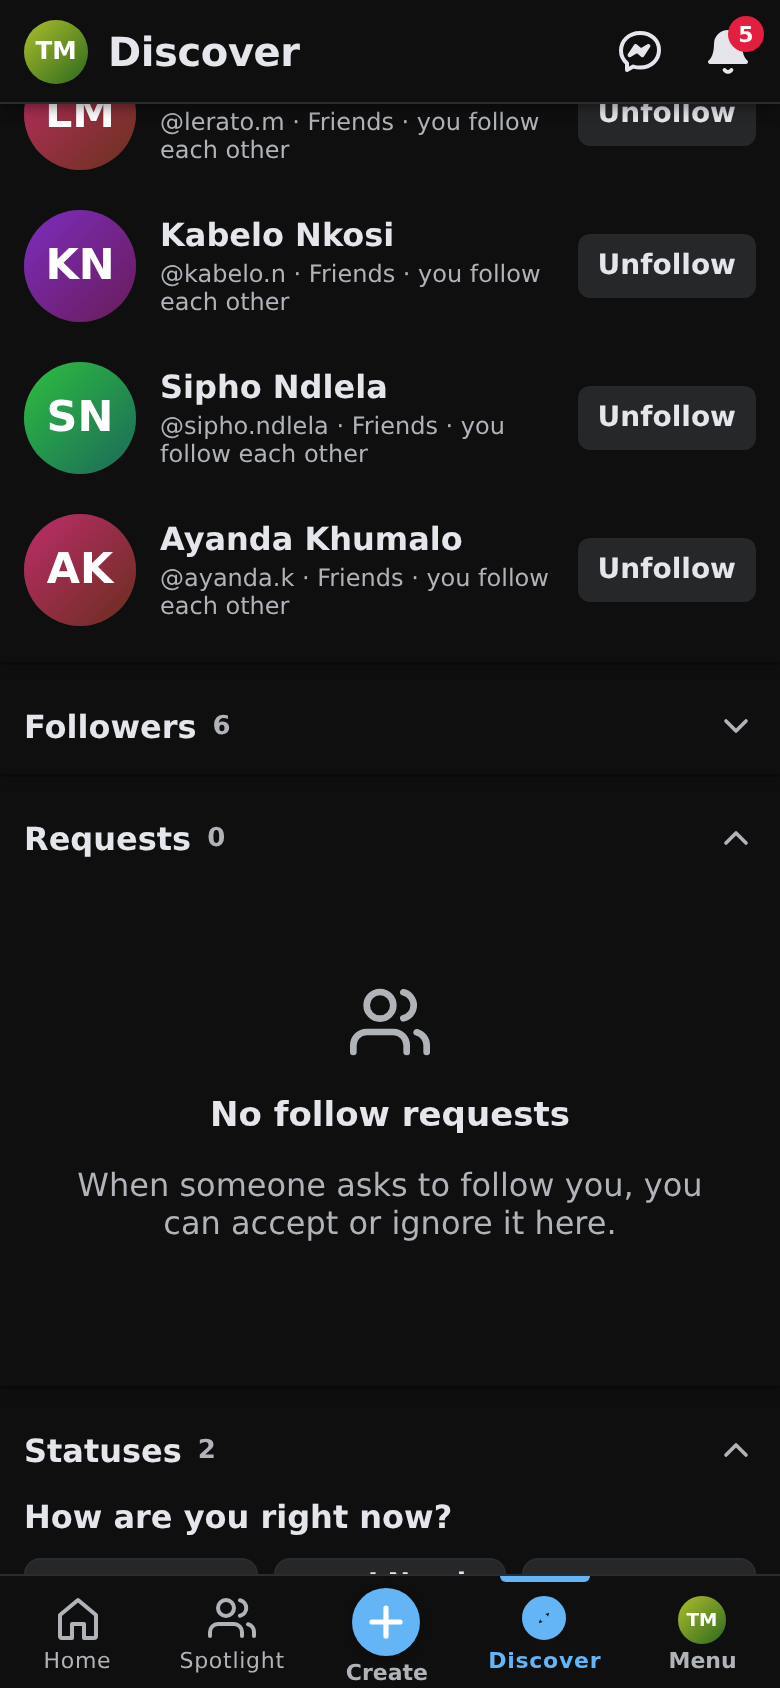 TM Discover 5
LM @lerato.m · Friends · you follow Unfollow
each other
KN Kabelo Nkosi Unfollow
@kabelo.n · Friends · you follow
each other
SN Sipho Ndlela Unfollow
@sipho.ndlela · Friends · you
follow each other
AK Ayanda Khumalo Unfollow
@ayanda.k · Friends · you follow
each other
Followers 6
Requests 0
No follow requests
When someone asks to follow you, you
can accept or ignore it here.
Statuses 2
How are you right now?
Home Spotlight Create Discover TM Menu